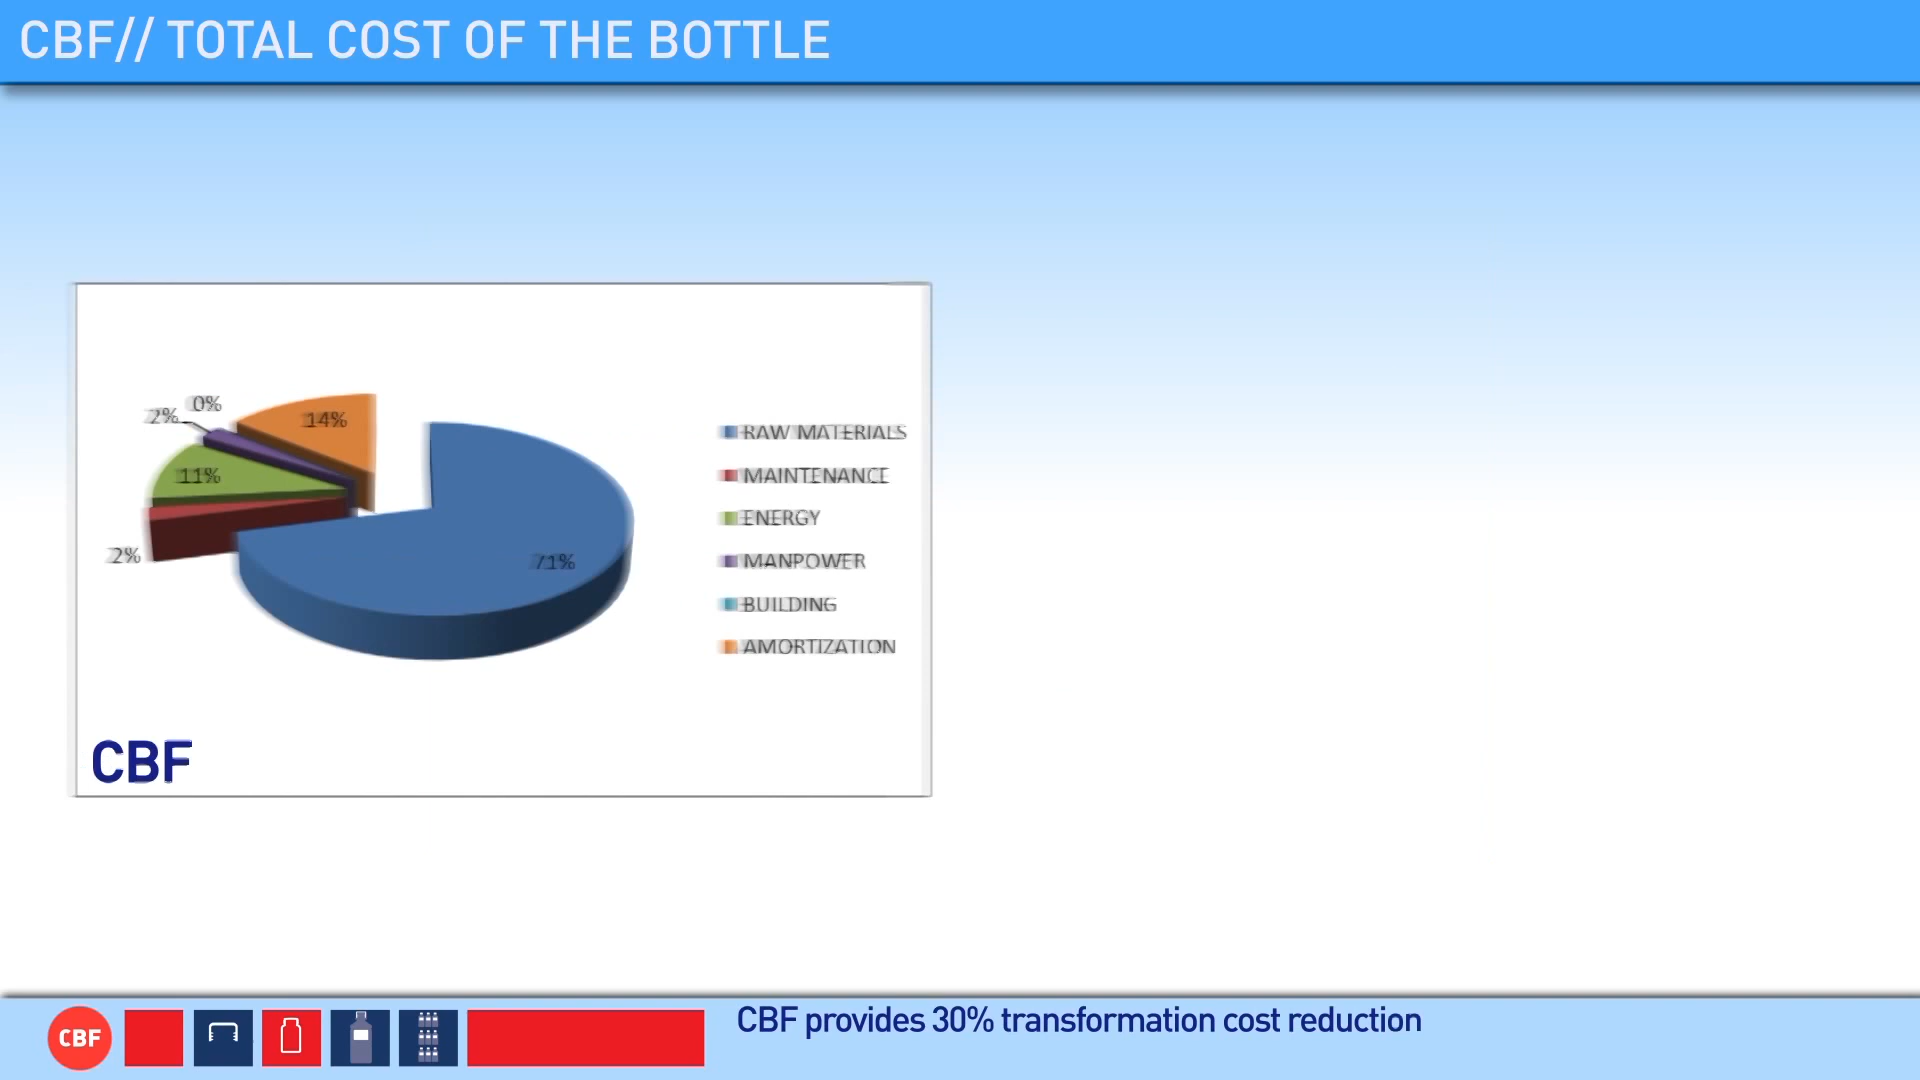 CBF// TOTAL COST OF THE BOTTLE
0%
2%
14%
11%
2%
71%
RAW MATERIALS
MAINTENANCE
ENERGY
MANPOWER
BUILDING
AMORTIZATION
CBF
CBF
CBF provides 30% transformation cost reduction